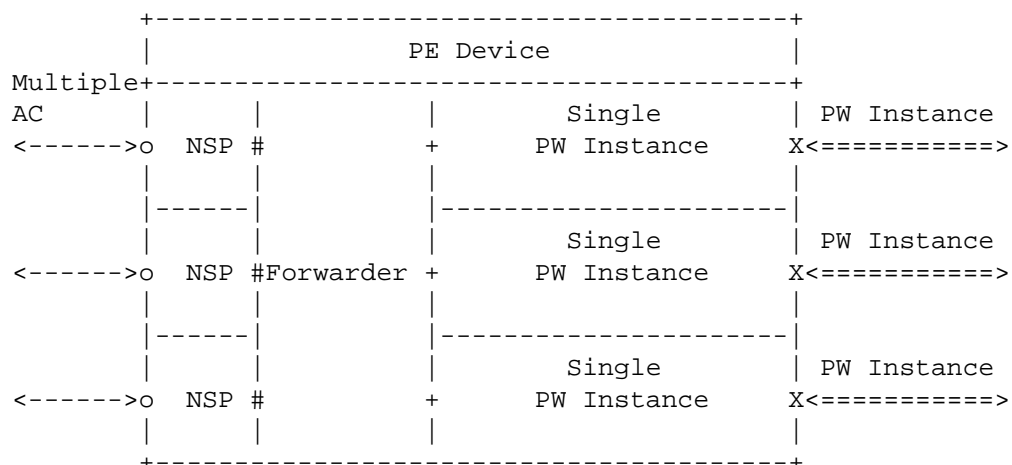 PE Device
Multiple
AC Single PW Instance
<------>o NSP # + PW Instance X<===========>
Single PW Instance
<------>o NSP #Forwarder + PW Instance X<===========>
Single PW Instance
<------>o NSP # + PW Instance X<===========>